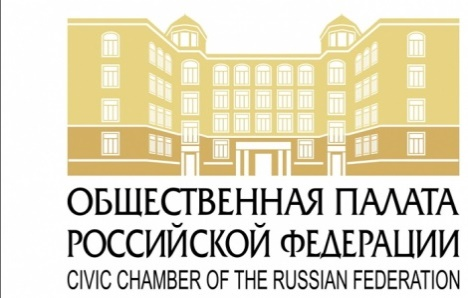 ОБЩЕСТВЕННАЯ ПАЛАТА
РОССИЙСКОЙ ФЕДЕРАЦИИ
CIVIC CHAMBER OF THE RUSSIAN FEDERATION